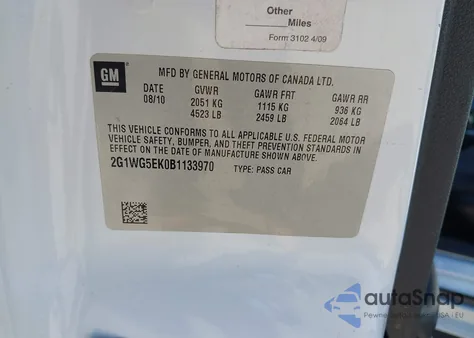 Other
______Miles
Form 3102 4/09
GM
MFD BY GENERAL MOTORS OF CANADA LTD.
DATE GVWR GAWR FRT GAWR RR
08/10 2051 KG 1115 KG 936 KG
4523 LB 2459 LB 2064 LB
THIS VEHICLE CONFORMS TO ALL APPLICABLE U.S. FEDERAL MOTOR
VEHICLE SAFETY, BUMPER, AND THEFT PREVENTION STANDARDS IN
EFFECT ON THE DATE OF MANUFACTURE SHOWN ABOVE.
2G1WG5EK0B1133970 TYPE: PASS CAR
autoSnap
USA | EU